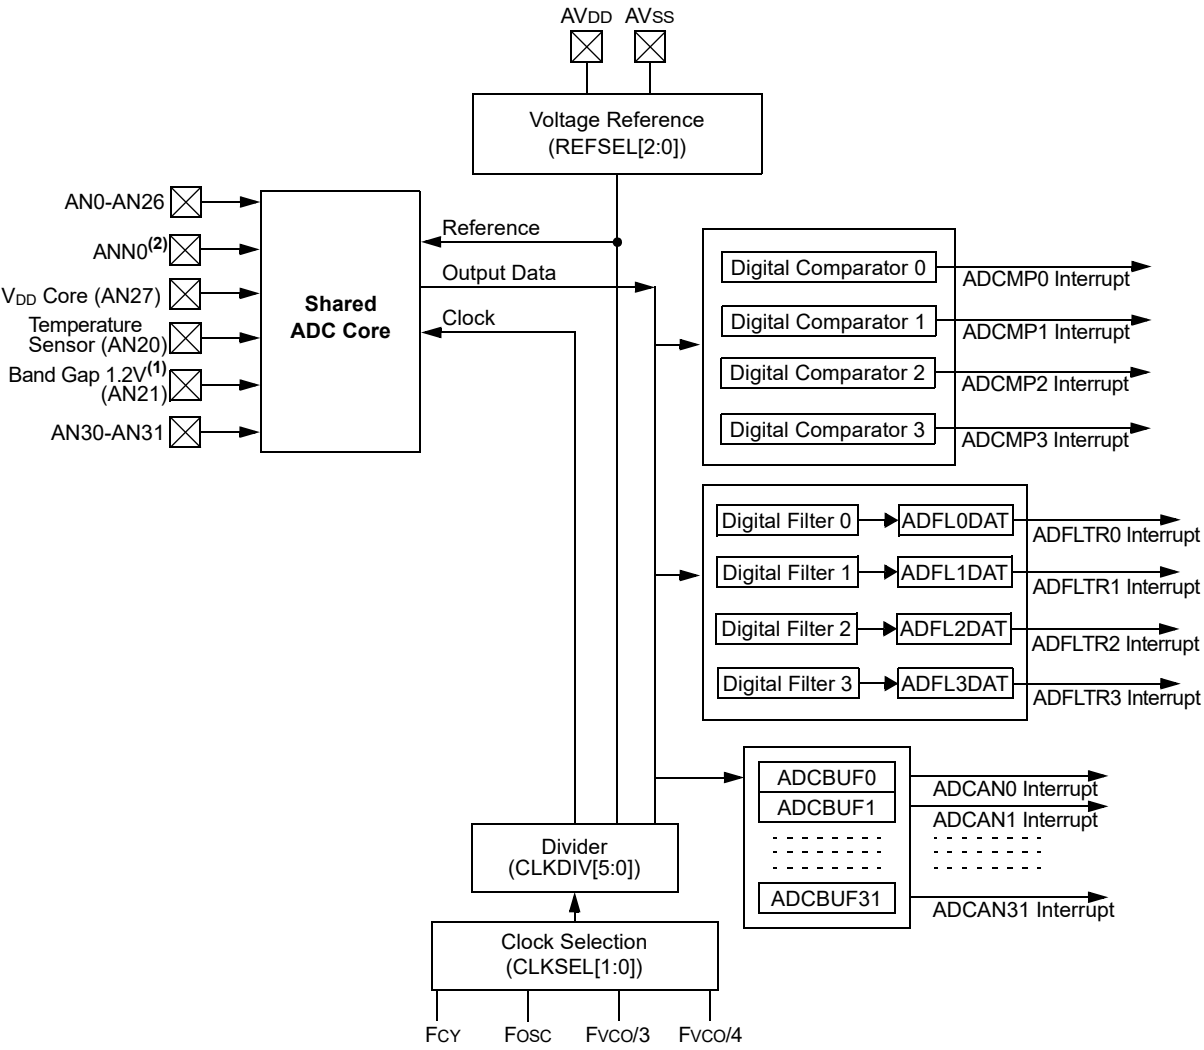 AVDD AVSS
Voltage Reference
(REFSEL[2:0])
AN0-AN26
ANN0(2)
VDD Core (AN27)
Temperature
Sensor (AN20)
Band Gap 1.2V(1)
(AN21)
AN30-AN31
Shared
ADC Core
Reference
Output Data
Clock
Digital Comparator 0
ADCMP0 Interrupt
Digital Comparator 1
ADCMP1 Interrupt
Digital Comparator 2
ADCMP2 Interrupt
Digital Comparator 3
ADCMP3 Interrupt
Digital Filter 0
ADFL0DAT
ADFLTR0 Interrupt
Digital Filter 1
ADFL1DAT
ADFLTR1 Interrupt
Digital Filter 2
ADFL2DAT
ADFLTR2 Interrupt
Digital Filter 3
ADFL3DAT
ADFLTR3 Interrupt
ADCBUF0
ADCAN0 Interrupt
ADCBUF1
ADCAN1 Interrupt
ADCBUF31
ADCAN31 Interrupt
Divider
(CLKDIV[5:0])
Clock Selection
(CLKSEL[1:0])
FCY FOSC FVCO/3 FVCO/4